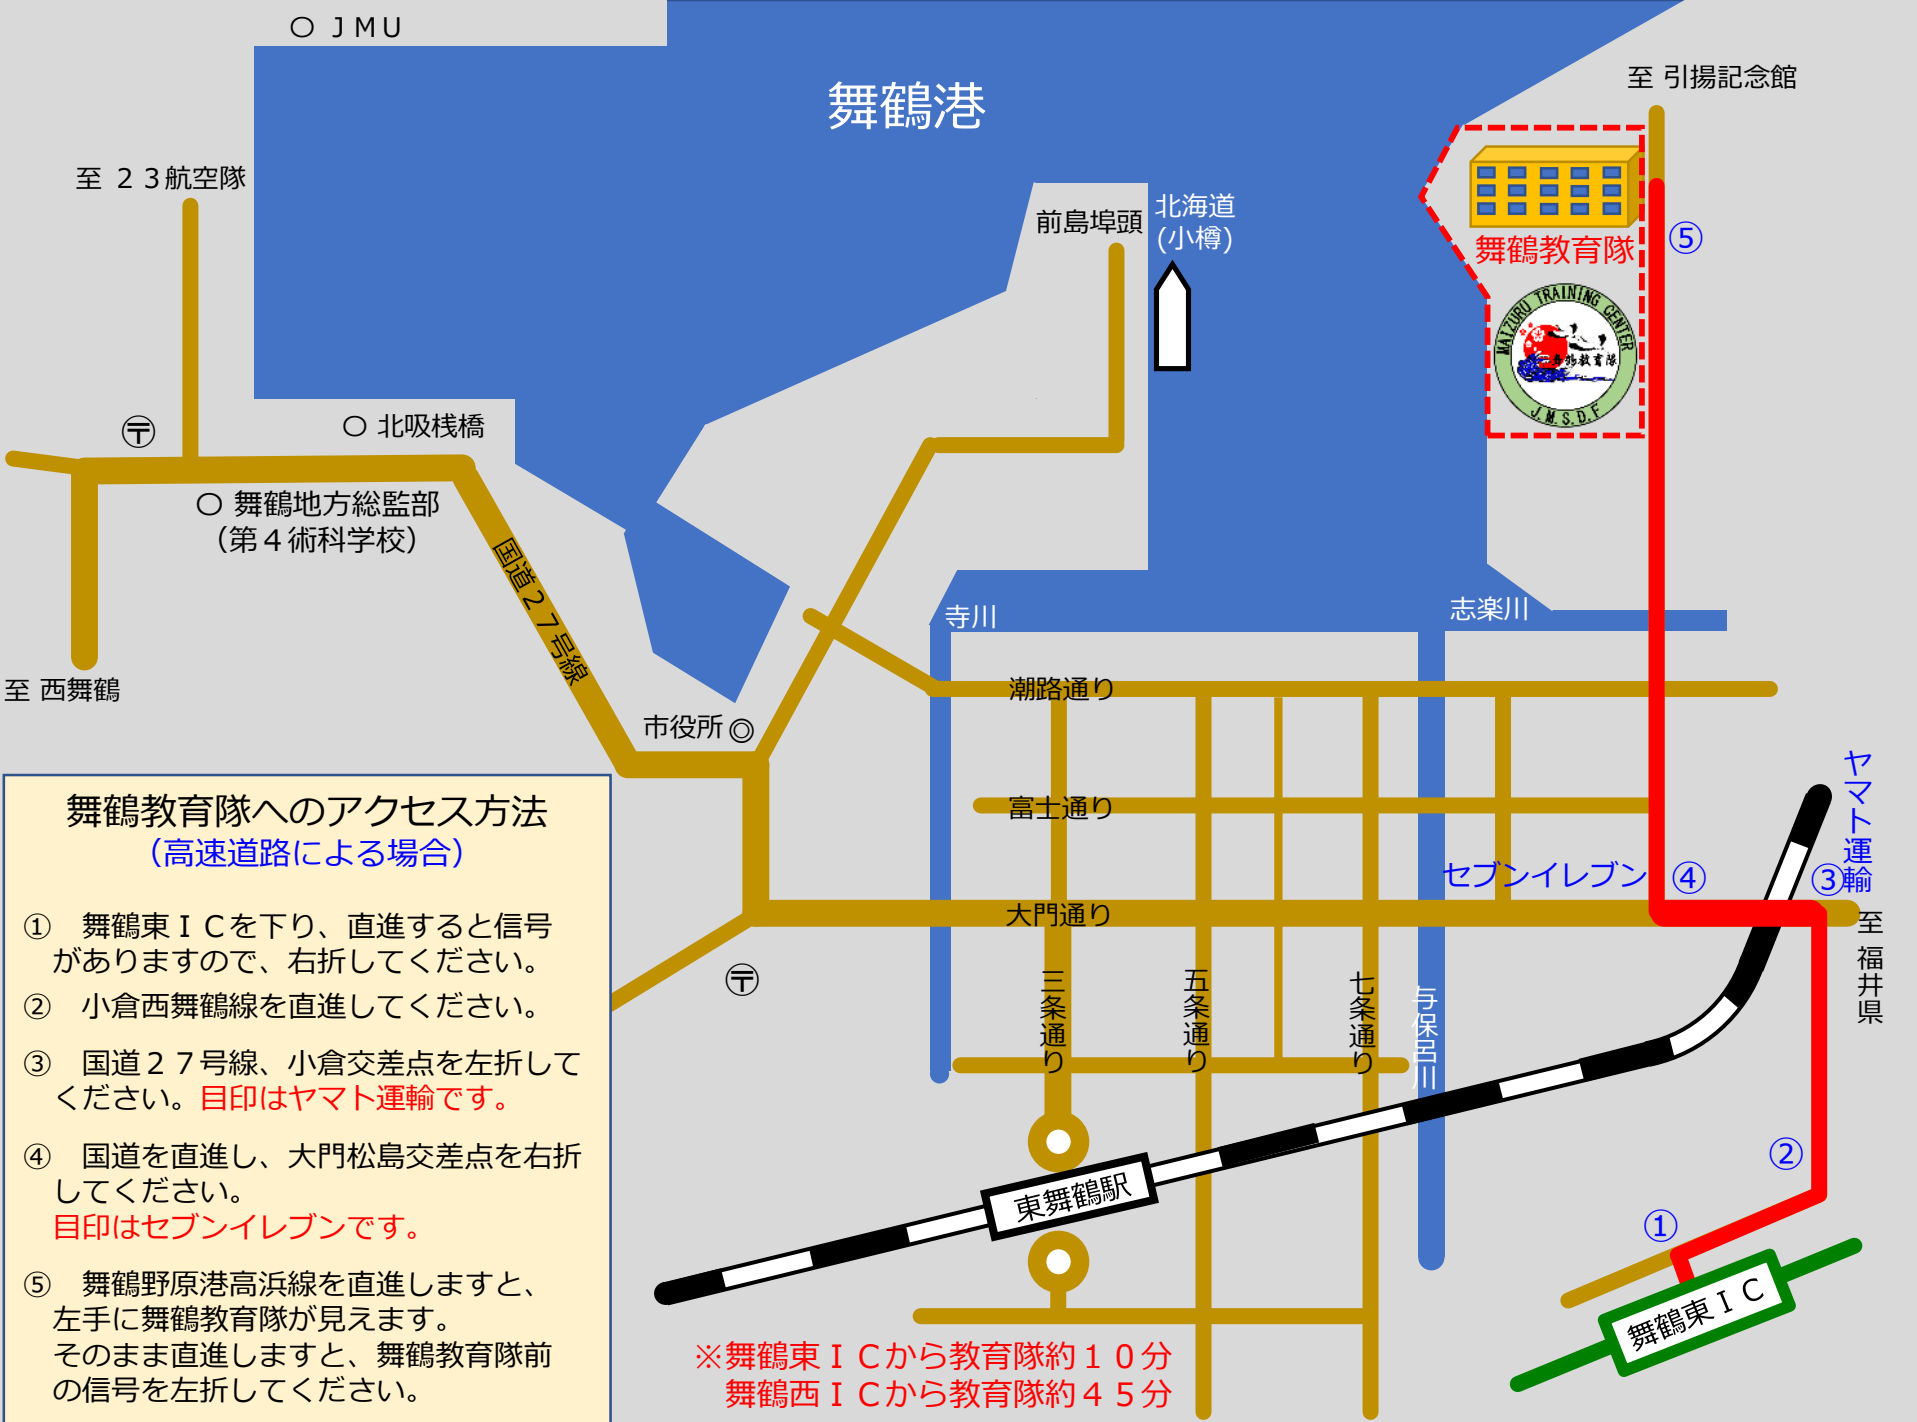 ○ ＪＭＵ
舞鶴港
至 引揚記念館
至 ２３航空隊
前島埠頭
北海道
(小樽)
舞鶴教育隊
⑤
MAIZURU TRAINING CENTER
舞鶴教育隊
J.M.S.D.F
〒
○ 北吸桟橋
○ 舞鶴地方総監部
（第４術科学校）
国道２７号線
寺川
志楽川
至 西舞鶴
潮路通り
市役所◎
富士通り
ヤマト運輸
セブンイレブン
④
③
大門通り
至 福井県
〒
三条通り
五条通り
七条通り
与保呂川
②
東舞鶴駅
①
舞鶴東ＩＣ
舞鶴教育隊へのアクセス方法
（高速道路による場合）
①　舞鶴東ＩＣを下り、直進すると信号
がありますので、右折してください。
②　小倉西舞鶴線を直進してください。
③　国道２７号線、小倉交差点を左折して
ください。目印はヤマト運輸です。
④　国道を直進し、大門松島交差点を右折
してください。
目印はセブンイレブンです。
⑤　舞鶴野原港高浜線を直進しますと、
左手に舞鶴教育隊が見えます。
そのまま直進しますと、舞鶴教育隊前
の信号を左折してください。
※舞鶴東ＩＣから教育隊約１０分
舞鶴西ＩＣから教育隊約４５分